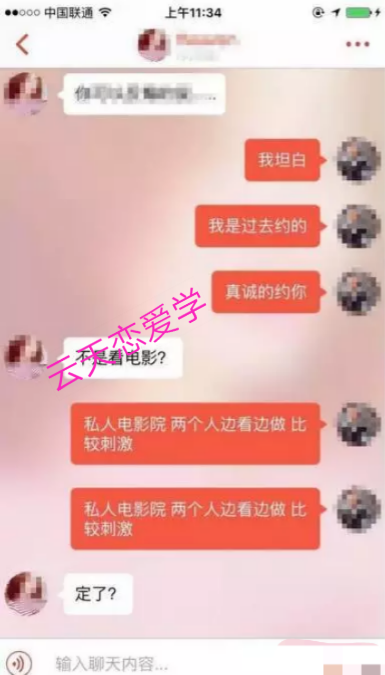 中国联通
上午11:34
我坦白
我是过去约的
真诚的约你
云天恋爱学
不是看电影?
私人电影院 两个人边看边做 比
较刺激
私人电影院 两个人边看边做 比
较刺激
定了?
输入聊天内容...